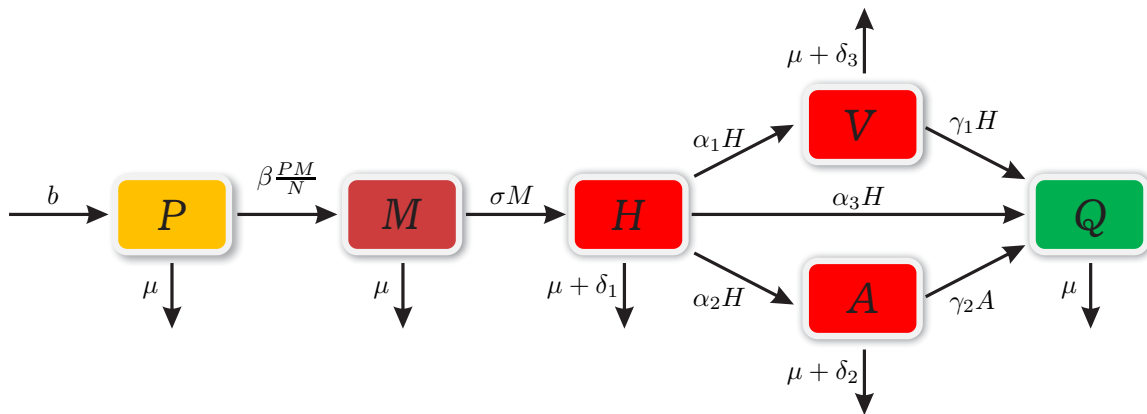 μ + δ₃
V
α₁H
γ₁H
b
β PM/N
σM
α₃H
P
M
H
Q
μ
μ
μ + δ₁
α₂H
A
γ₂A
μ
μ + δ₂